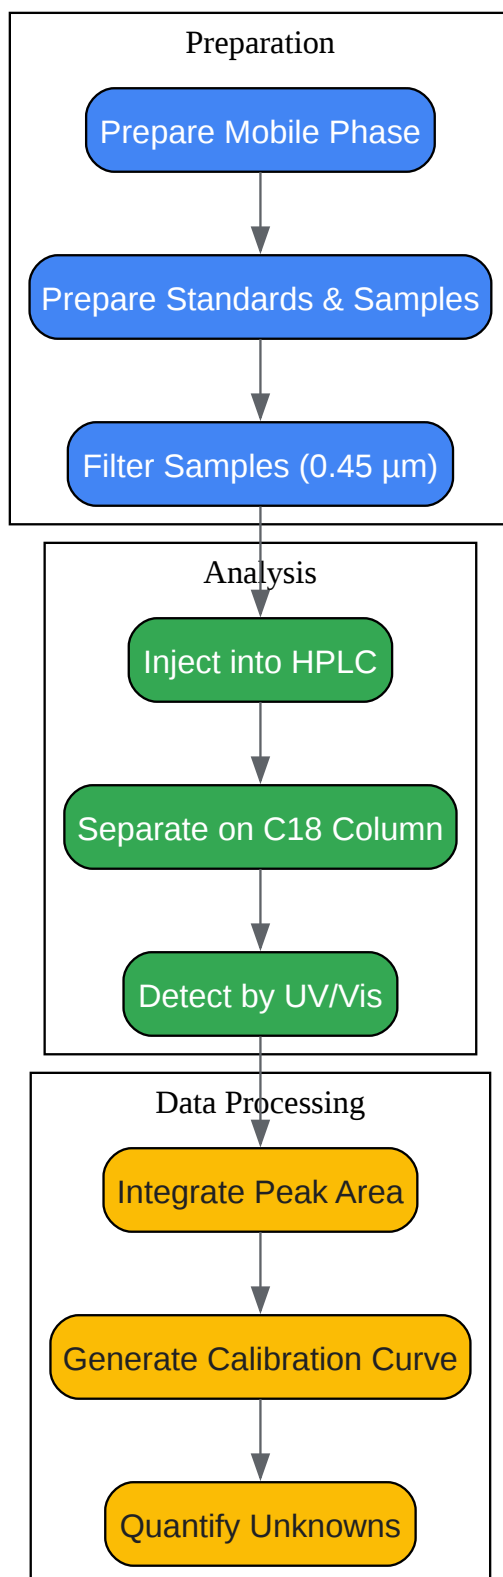 Preparation
Prepare Mobile Phase
Prepare Standards & Samples
Filter Samples (0.45 µm)
Analysis
Inject into HPLC
Separate on C18 Column
Detect by UV/Vis
Data Processing
Integrate Peak Area
Generate Calibration Curve
Quantify Unknowns